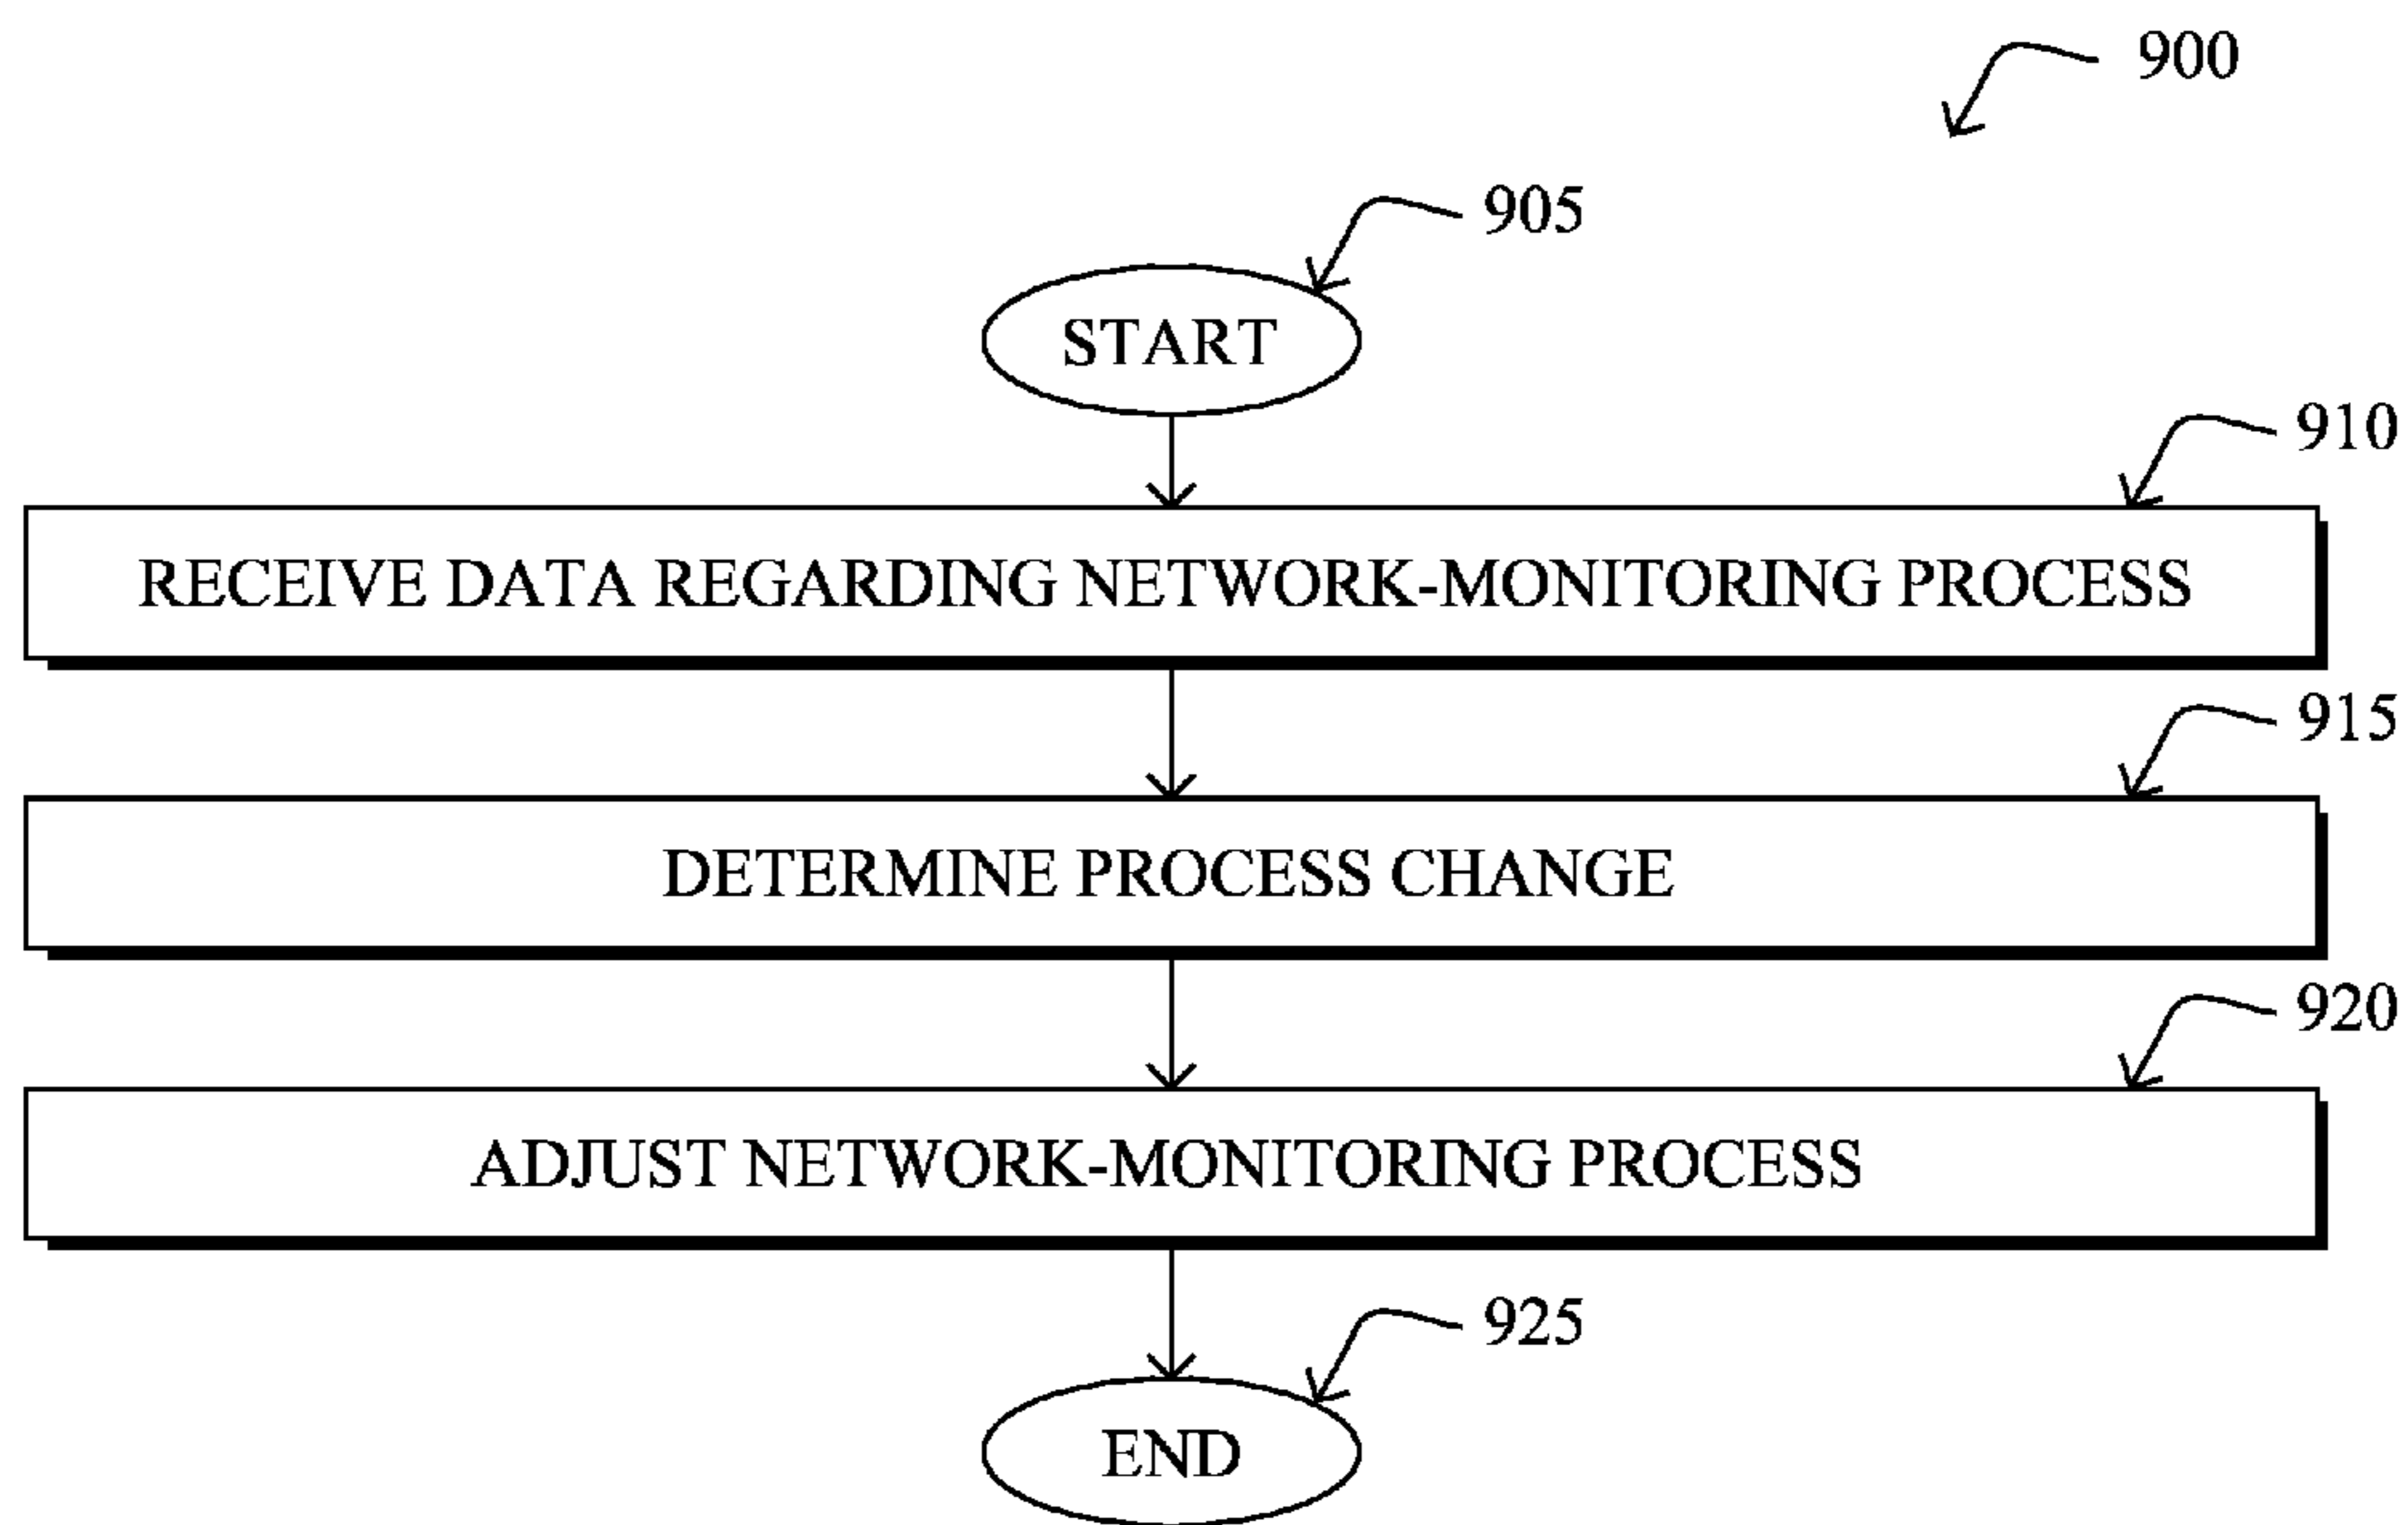 900
905
START
910
RECEIVE DATA REGARDING NETWORK-MONITORING PROCESS
915
DETERMINE PROCESS CHANGE
920
ADJUST NETWORK-MONITORING PROCESS
925
END